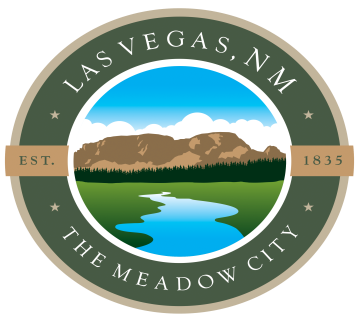 LAS VEGAS, NM
EST. 1835
THE MEADOW CITY